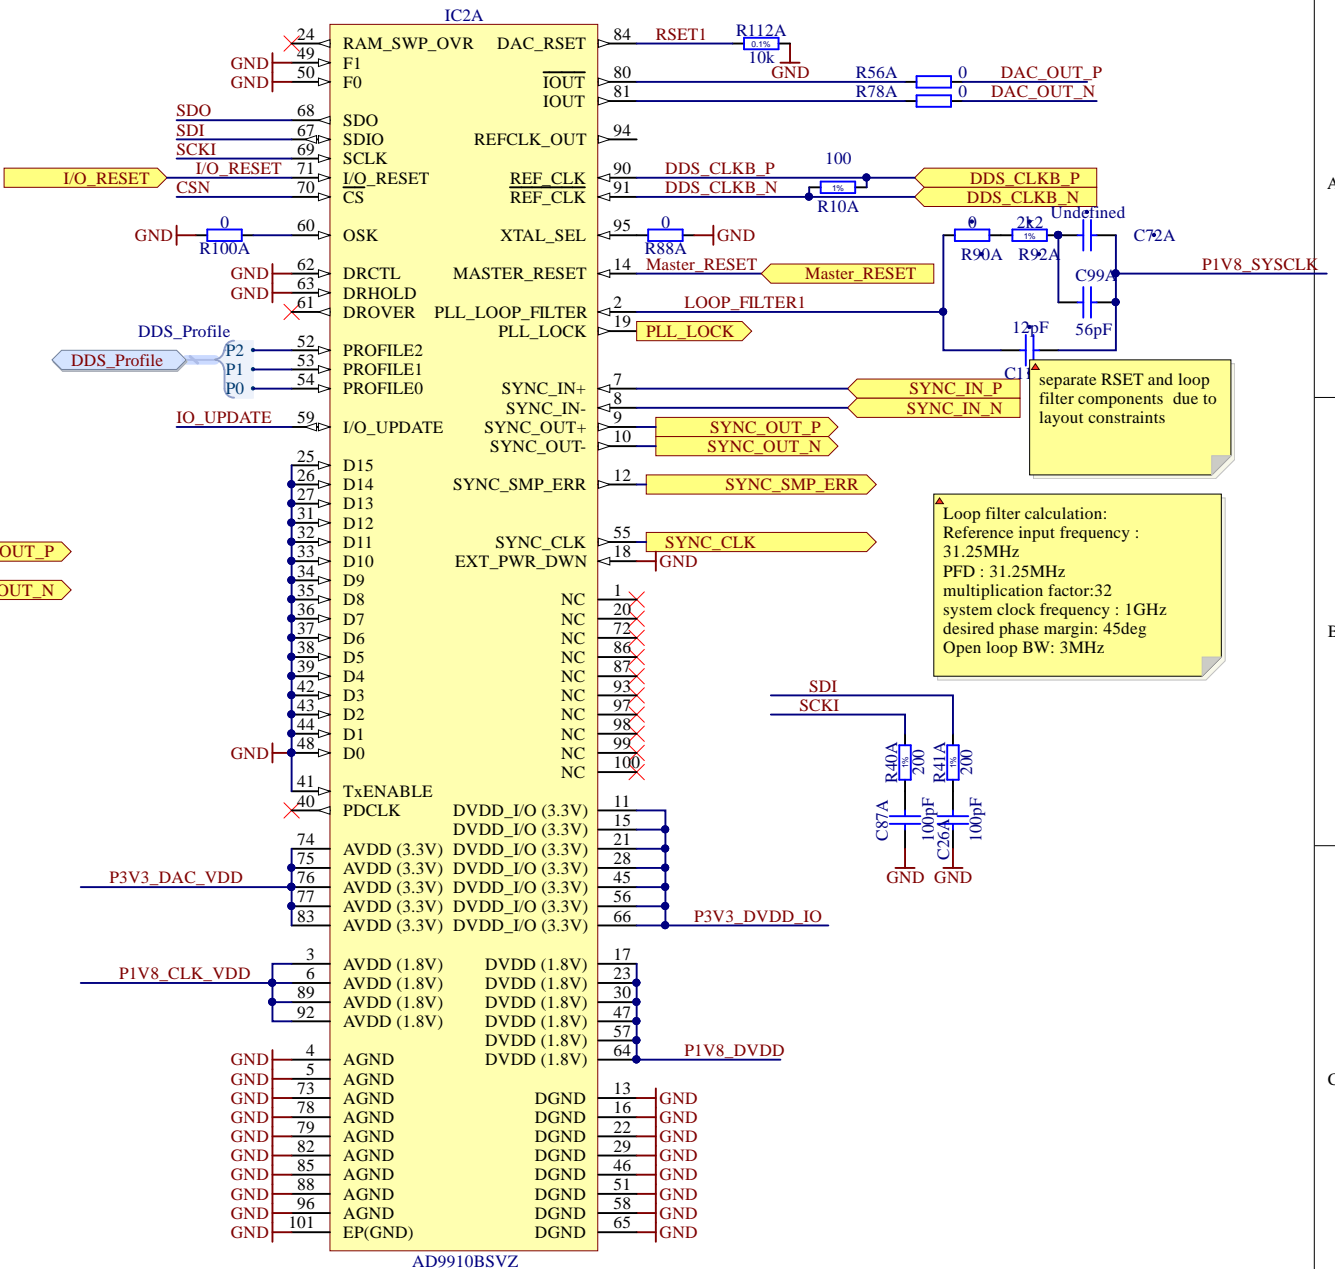 IC2A
24 RAM_SWP_OVR DAC_RSET 84 RSET1 R112A
0.1%
10k
GND
GND 49 F1
GND 50 F0 IOUT 80 R56A 0 DAC_OUT_P
IOUT 81 R78A 0 DAC_OUT_N
SDO 68 SDO
SDI 67 SDIO REFCLK_OUT 94
SCKI 69 SCLK
I/O_RESET I/O_RESET 71 I/O_RESET REF_CLK 90 DDS_CLKB_P 100 DDS_CLKB_P
CSN 70 CS REF_CLK 91 DDS_CLKB_N 1% DDS_CLKB_N
R10A
GND 0 60 OSK XTAL_SEL 95 0 GND
R100A R88A
0 2k2 Undefined
1% C72A
R90A R92A
C99A
56pF
P1V8_SYSCLK
GND 62 DRCTL MASTER_RESET 14 Master_RESET Master_RESET
GND 63 DRHOLD
61 DROVER PLL_LOOP_FILTER 2 LOOP_FILTER1
PLL_LOCK 19 PLL_LOCK
12pF
DDS_Profile
DDS_Profile
P2 52 PROFILE2
P1 53 PROFILE1
P0 54 PROFILE0
SYNC_IN+ 7 SYNC_IN_P
SYNC_IN- 8 SYNC_IN_N
IO_UPDATE 59 I/O_UPDATE SYNC_OUT+ 9 SYNC_OUT_P
SYNC_OUT- 10 SYNC_OUT_N
separate RSET and loop
filter components due to
layout constraints
25 D15
26 D14 SYNC_SMP_ERR 12 SYNC_SMP_ERR
27 D13
31 D12
32 D11 SYNC_CLK 55 SYNC_CLK
33 D10 EXT_PWR_DWN 18 GND
34 D9
35 D8 NC 1
36 D7 NC 20
37 D6 NC 72
38 D5 NC 86
39 D4 NC 87
42 D3 NC 93
43 D2 NC 97
44 D1 NC 98
GND 48 D0 NC 99
NC 100
OUT_P
OUT_N
Loop filter calculation:
Reference input frequency :
31.25MHz
PFD : 31.25MHz
multiplication factor:32
system clock frequency : 1GHz
desired phase margin: 45deg
Open loop BW: 3MHz
SDI
SCKI
R40A 1% 200 R41A 1% 200
C87A 100pF C26A 100pF
GND GND
41 TxENABLE
40 PDCLK DVDD_I/O (3.3V) 11
DVDD_I/O (3.3V) 15
74 AVDD (3.3V) DVDD_I/O (3.3V) 21
75 AVDD (3.3V) DVDD_I/O (3.3V) 28
P3V3_DAC_VDD 76 AVDD (3.3V) DVDD_I/O (3.3V) 45
77 AVDD (3.3V) DVDD_I/O (3.3V) 56
83 AVDD (3.3V) DVDD_I/O (3.3V) 66 P3V3_DVDD_IO
3 AVDD (1.8V) DVDD (1.8V) 17
P1V8_CLK_VDD 6 AVDD (1.8V) DVDD (1.8V) 23
89 AVDD (1.8V) DVDD (1.8V) 30
92 AVDD (1.8V) DVDD (1.8V) 47
DVDD (1.8V) 57
GND 4 AGND DVDD (1.8V) 64 P1V8_DVDD
GND 5 AGND
GND 73 AGND DGND 13 GND
GND 78 AGND DGND 16 GND
GND 79 AGND DGND 22 GND
GND 82 AGND DGND 29 GND
GND 85 AGND DGND 46 GND
GND 88 AGND DGND 51 GND
GND 96 AGND DGND 58 GND
GND 101 EP(GND) DGND 65 GND
AD9910BSVZ